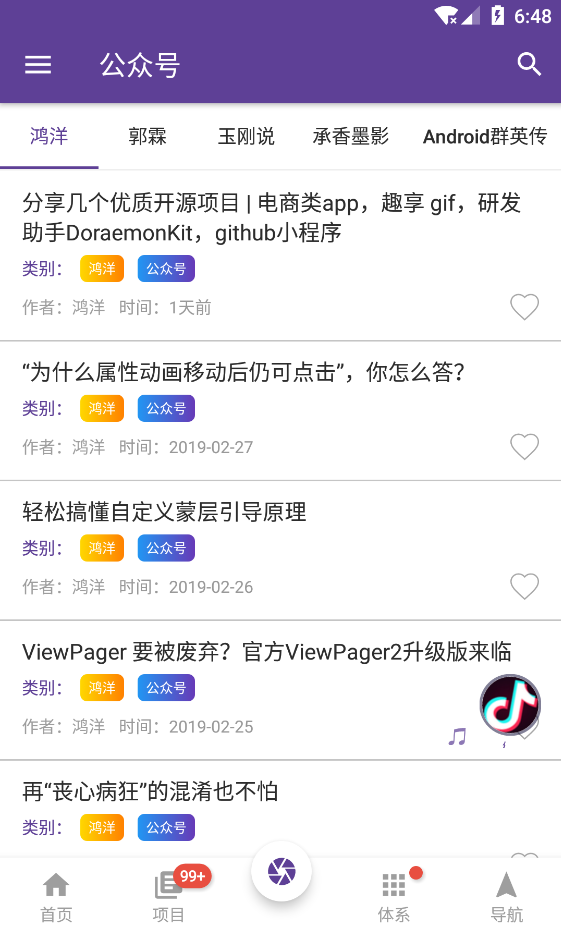 6:48
公众号
鸿洋 郭霖 玉刚说 承香墨影 Android群英传
分享几个优质开源项目 | 电商类app，趣享 gif，研发
助手DoraemonKit，github小程序
类别： 鸿洋 公众号
作者：鸿洋 时间：1天前
“为什么属性动画移动后仍可点击”，你怎么答？
类别： 鸿洋 公众号
作者：鸿洋 时间：2019-02-27
轻松搞懂自定义蒙层引导原理
类别： 鸿洋 公众号
作者：鸿洋 时间：2019-02-26
ViewPager 要被废弃？官方ViewPager2升级版来临
类别： 鸿洋 公众号
作者：鸿洋 时间：2019-02-25
再“丧心病狂”的混淆也不怕
类别： 鸿洋 公众号
99+
首页 项目 体系 导航